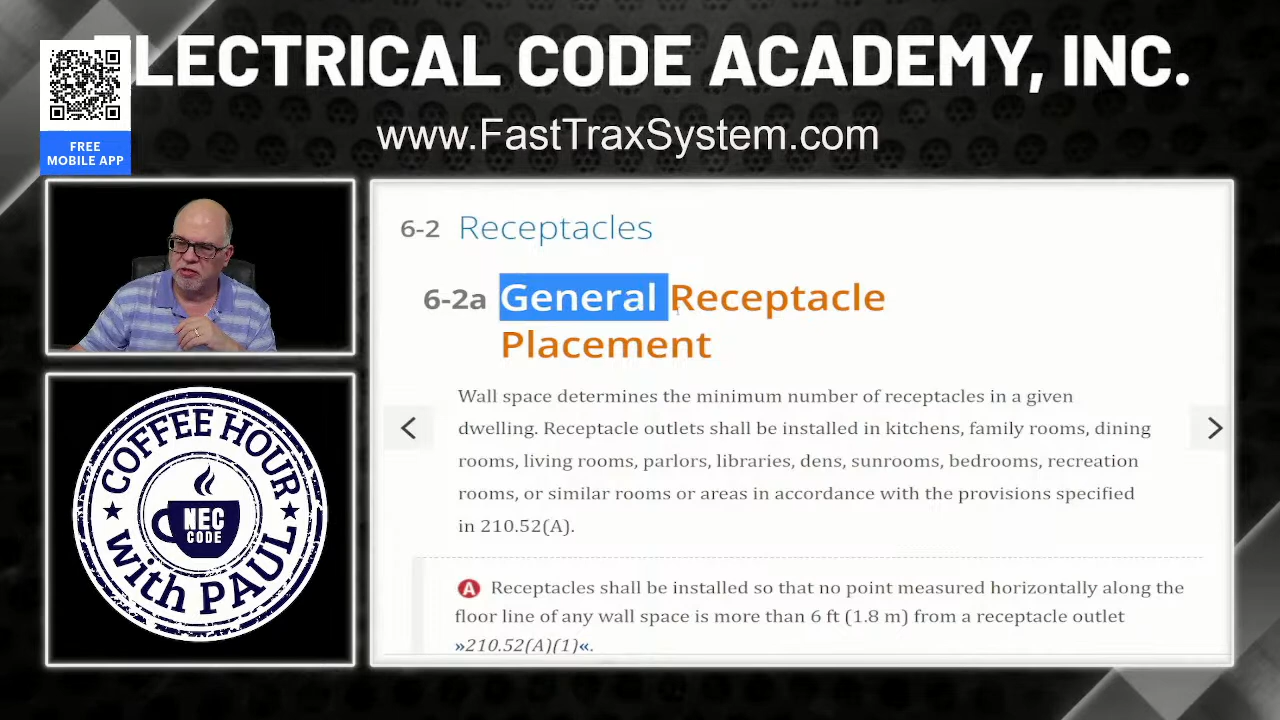 ELECTRICAL CODE ACADEMY, INC.
www.FastTraxSystem.com
FREE
MOBILE APP
COFFEE HOUR
NEC
CODE
with PAUL
6-2 Receptacles
6-2a General Receptacle
Placement
Wall space determines the minimum number of receptacles in a given
dwelling. Receptacle outlets shall be installed in kitchens, family rooms, dining
rooms, living rooms, parlors, libraries, dens, sunrooms, bedrooms, recreation
rooms, or similar rooms or areas in accordance with the provisions specified
in 210.52(A).
A Receptacles shall be installed so that no point measured horizontally along the
floor line of any wall space is more than 6 ft (1.8 m) from a receptacle outlet
»210.52(A)(1)«.